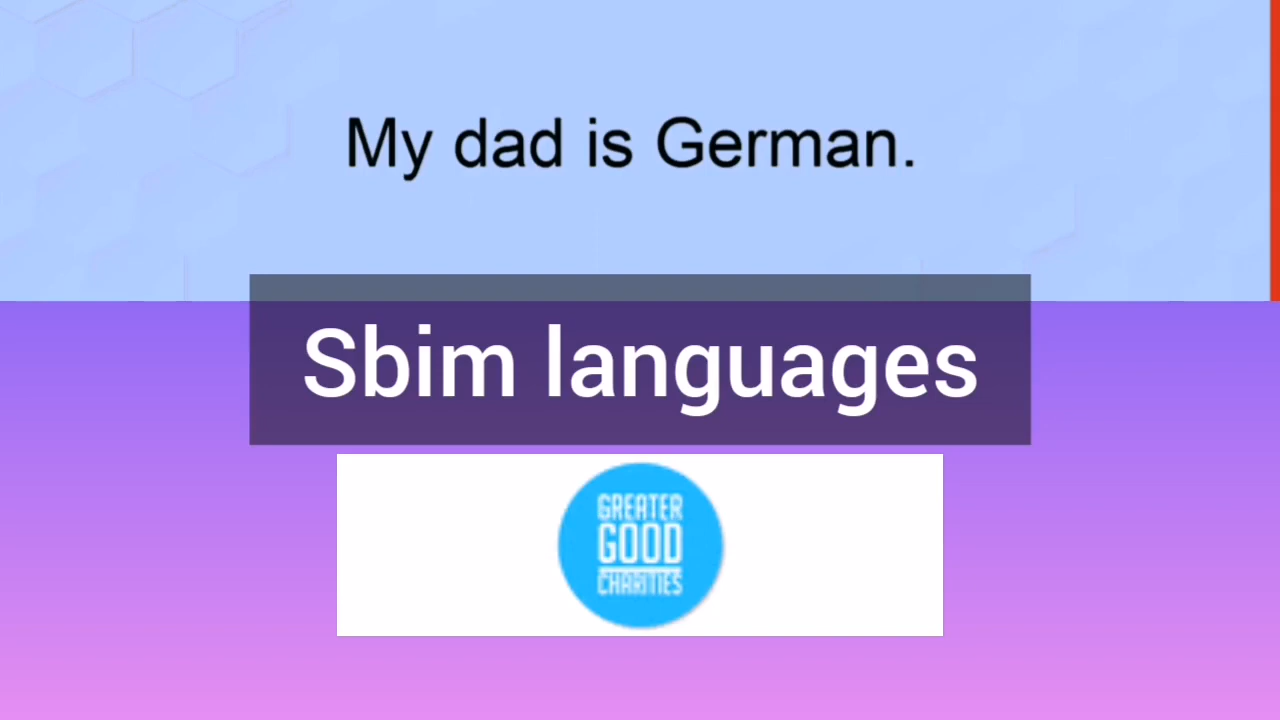 My dad is German.
Sbim languages
GREATER
GOOD
CHARITIES